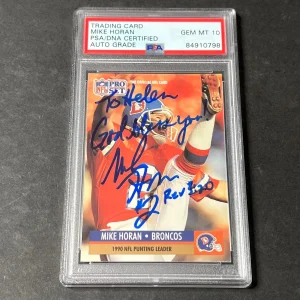 TRADING CARD
MIKE HORAN
PSA/DNA CERTIFIED
AUTO GRADE
GEM MT 10
PSA
84910798
PRO SET
To Helen
God bless you
Rev 3:20
MIKE HORAN • BRONCOS
1990 NFL PUNTING LEADER